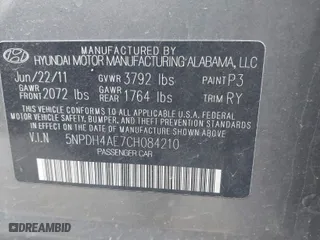 MANUFACTURED BY
HYUNDAI MOTOR MANUFACTURING ALABAMA, LLC
Jun/22/11 GVWR 3792 lbs PAINT P3
GAWR FRONT 2072 lbs GAWR REAR 1764 lbs TRIM RY
THIS VEHICLE CONFORMS TO ALL APPLICABLE U.S.A. FEDERAL
MOTOR VEHICLE SAFETY, BUMPER, AND THEFT PREVENTION
STANDARDS IN EFFECT ON THE DATE OF MANUFACTURE SHOWN ABOVE.
V.I.N 5NPDH4AE7CH084210
PASSENGER CAR